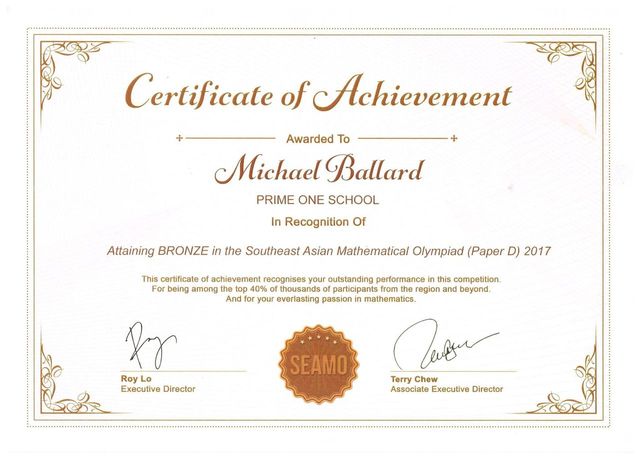 Certificate of Achievement
Awarded To
Michael Ballard
PRIME ONE SCHOOL
In Recognition Of
Attaining BRONZE in the Southeast Asian Mathematical Olympiad (Paper D) 2017
This certificate of achievement recognises your outstanding performance in this competition.
For being among the top 40% of thousands of participants from the region and beyond.
And for your everlasting passion in mathematics.
SEAMO
Roy Lo
Executive Director
Terry Chew
Associate Executive Director